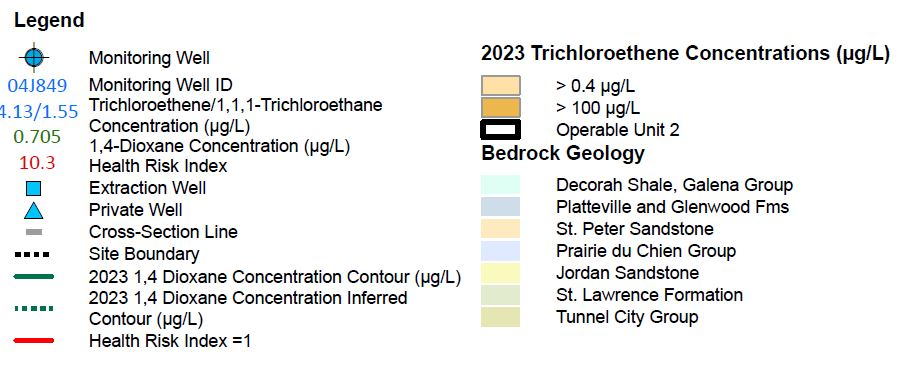 Legend
Monitoring Well
04J849 Monitoring Well ID
4.13/1.55 Trichloroethene/1,1,1-Trichloroethane
Concentration (µg/L)
0.705 1,4-Dioxane Concentration (µg/L)
10.3 Health Risk Index
Extraction Well
Private Well
Cross-Section Line
Site Boundary
2023 1,4 Dioxane Concentration Contour (µg/L)
2023 1,4 Dioxane Concentration Inferred
Contour (µg/L)
Health Risk Index =1
2023 Trichloroethene Concentrations (µg/L)
> 0.4 µg/L
> 100 µg/L
Operable Unit 2
Bedrock Geology
Decorah Shale, Galena Group
Platteville and Glenwood Fms
St. Peter Sandstone
Prairie du Chien Group
Jordan Sandstone
St. Lawrence Formation
Tunnel City Group